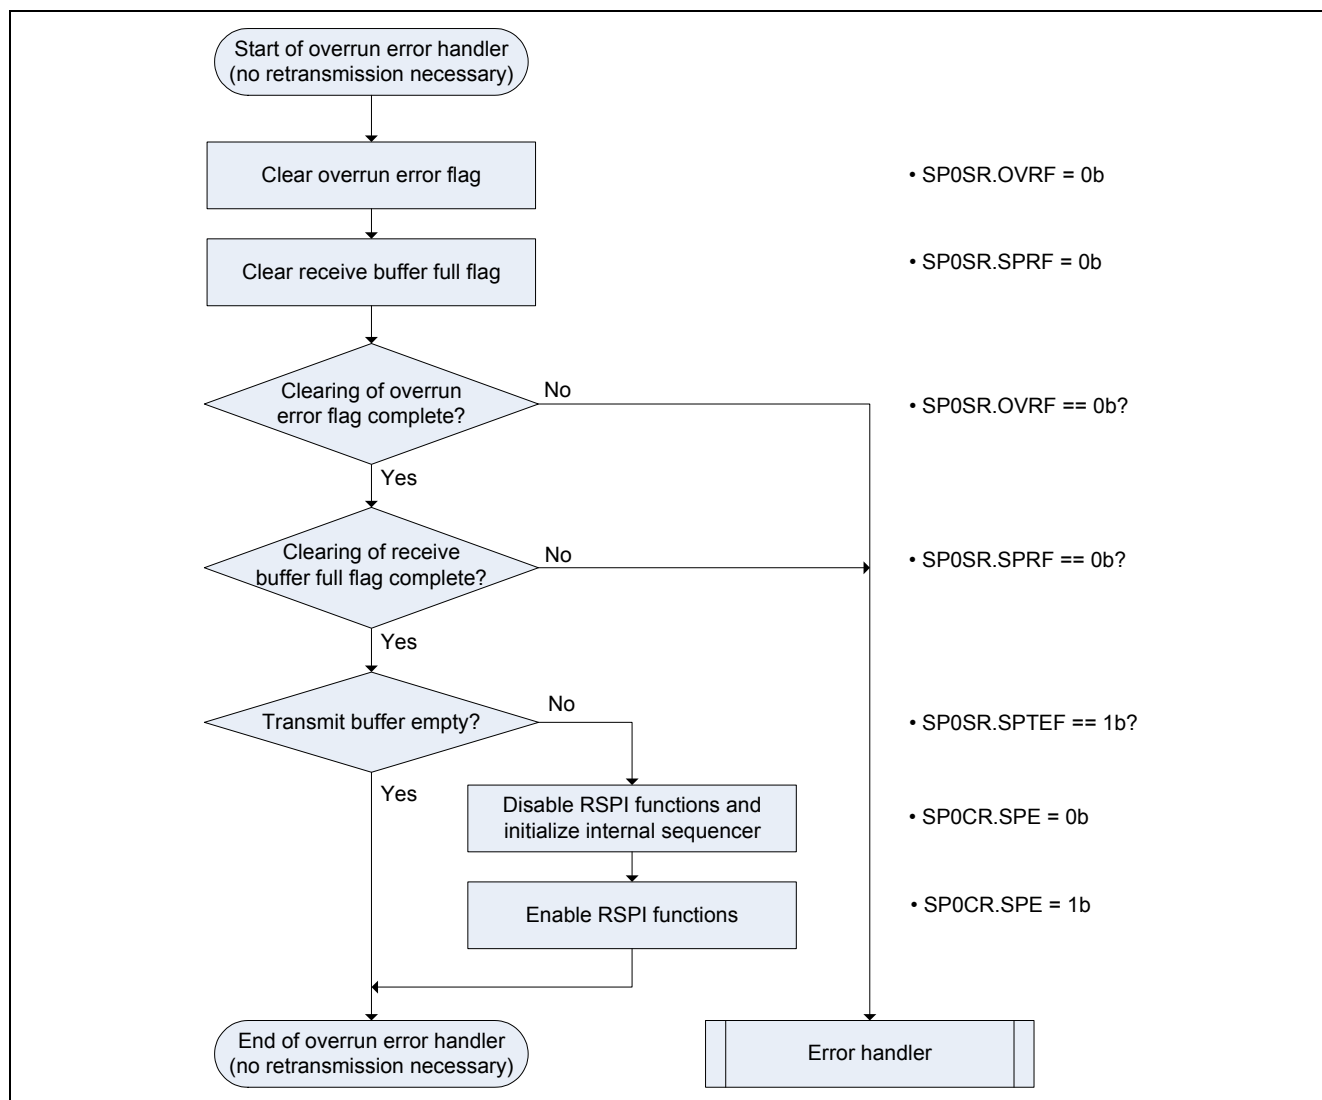 Start of overrun error handler
(no retransmission necessary)
Clear overrun error flag
• SP0SR.OVRF = 0b
Clear receive buffer full flag
• SP0SR.SPRF = 0b
Clearing of overrun
error flag complete?
No
• SP0SR.OVRF == 0b?
Yes
Clearing of receive
buffer full flag complete?
No
• SP0SR.SPRF == 0b?
Yes
Transmit buffer empty?
No
• SP0SR.SPTEF == 1b?
Yes
Disable RSPI functions and
initialize internal sequencer
• SP0CR.SPE = 0b
Enable RSPI functions
• SP0CR.SPE = 1b
End of overrun error handler
(no retransmission necessary)
Error handler